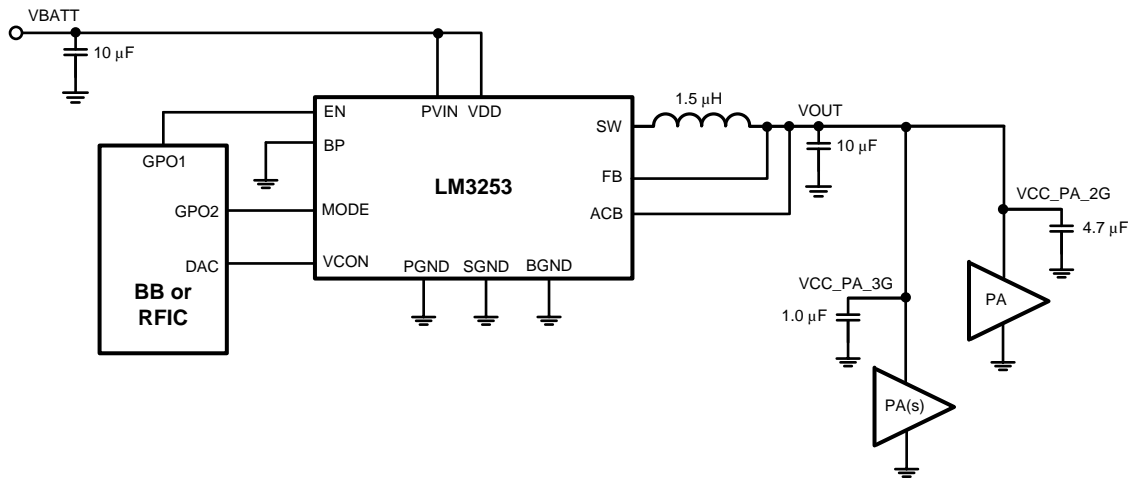 VBATT
10 µF
EN
PVIN
VDD
BP
SW
1.5 µH
VOUT
10 µF
GPO1
LM3253
FB
GPO2
MODE
ACB
VCC_PA_2G
4.7 µF
DAC
VCON
PGND
SGND
BGND
BB or
RFIC
VCC_PA_3G
1.0 µF
PA
PA(s)